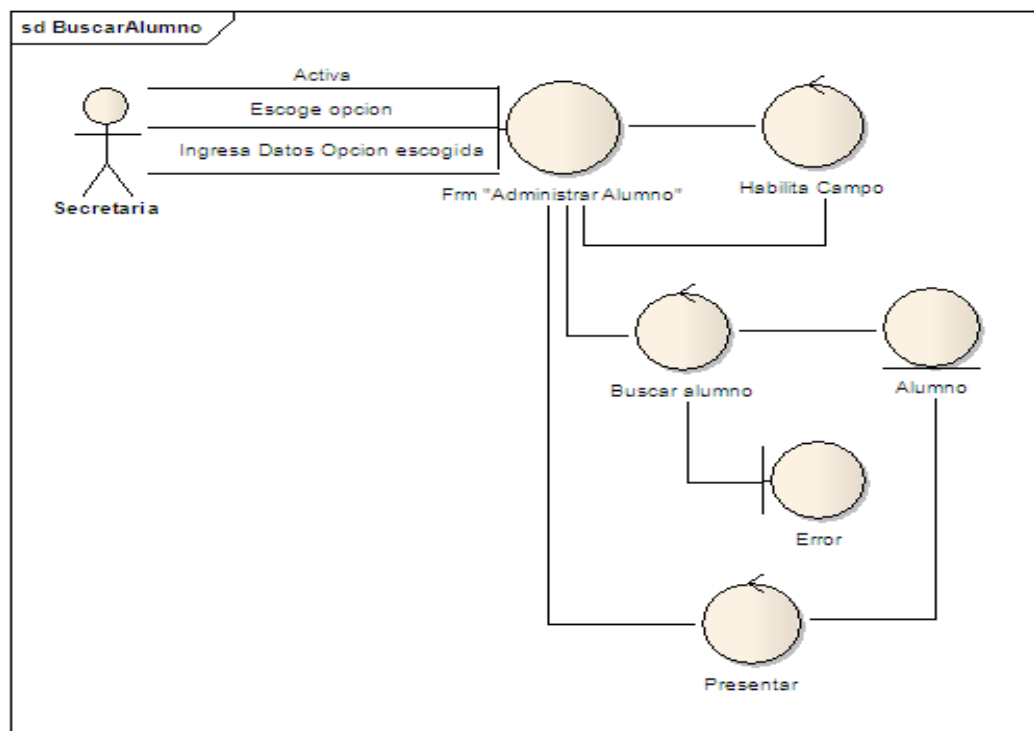 sd BuscarAlumno
Activa
Escoge opcion
Ingresa Datos Opcion escogida
Secretaria
Frm "Administrar Alumno"
Habilita Campo
Buscar alumno
Alumno
Error
Presentar